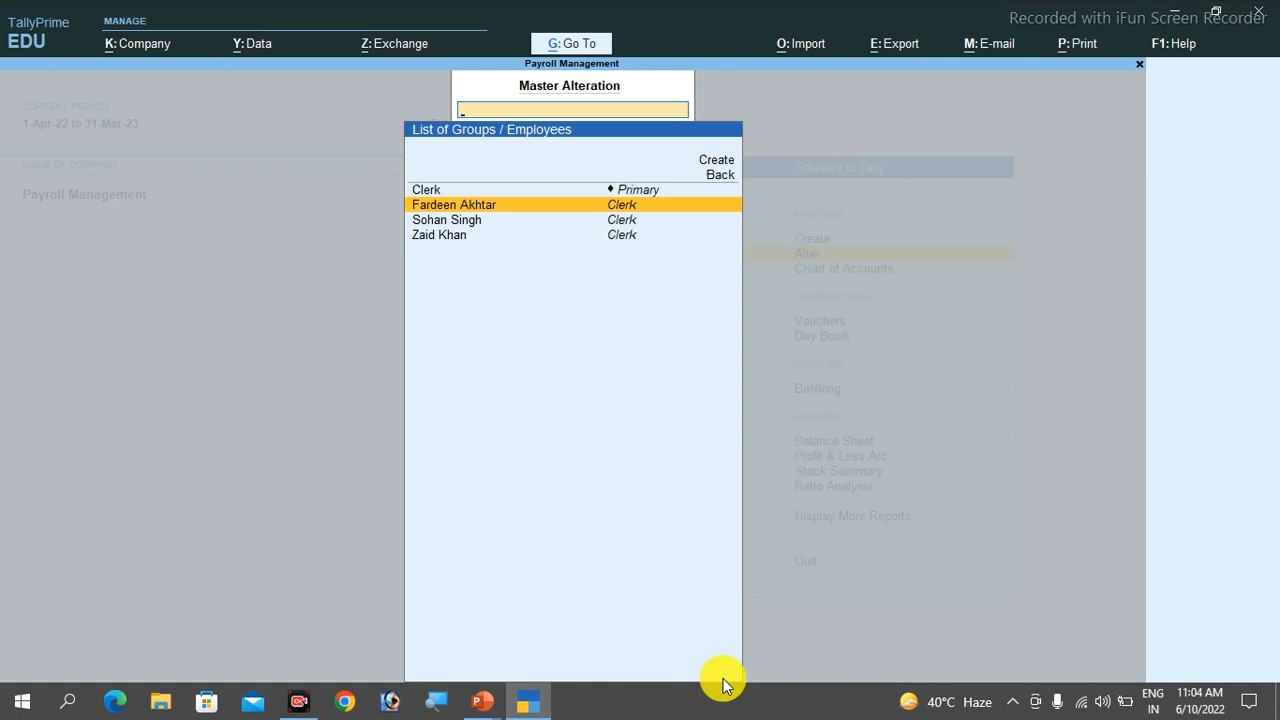 Recorded with iFun Screen Recorder
TallyPrime
EDU
MANAGE
K:Company
Y:Data
Z:Exchange
G:Go To
O:Import
E:Export
M:E-mail
P:Print
F1:Help
Payroll Management
Master Alteration
CURRENT PERIOD
1-Apr-22 to 31-Mar-23
NAME OF COMPANY
Payroll Management
List of Groups / Employees
Create
Back
Clerk ♦ Primary
Fardeen Akhtar Clerk
Sohan Singh Clerk
Zaid Khan Clerk
Gateway of Tally
MASTERS
Create
Alter
CHart of Accounts
TRANSACTIONS
Vouchers
Day BooK
UTILITIES
BaNking
REPORTS
Balance Sheet
Profit & Loss A/c
Stock Summary
Ratio Analysis
Display More Reports
Quit
40°C Haze
ENG
IN
11:04 AM
6/10/2022